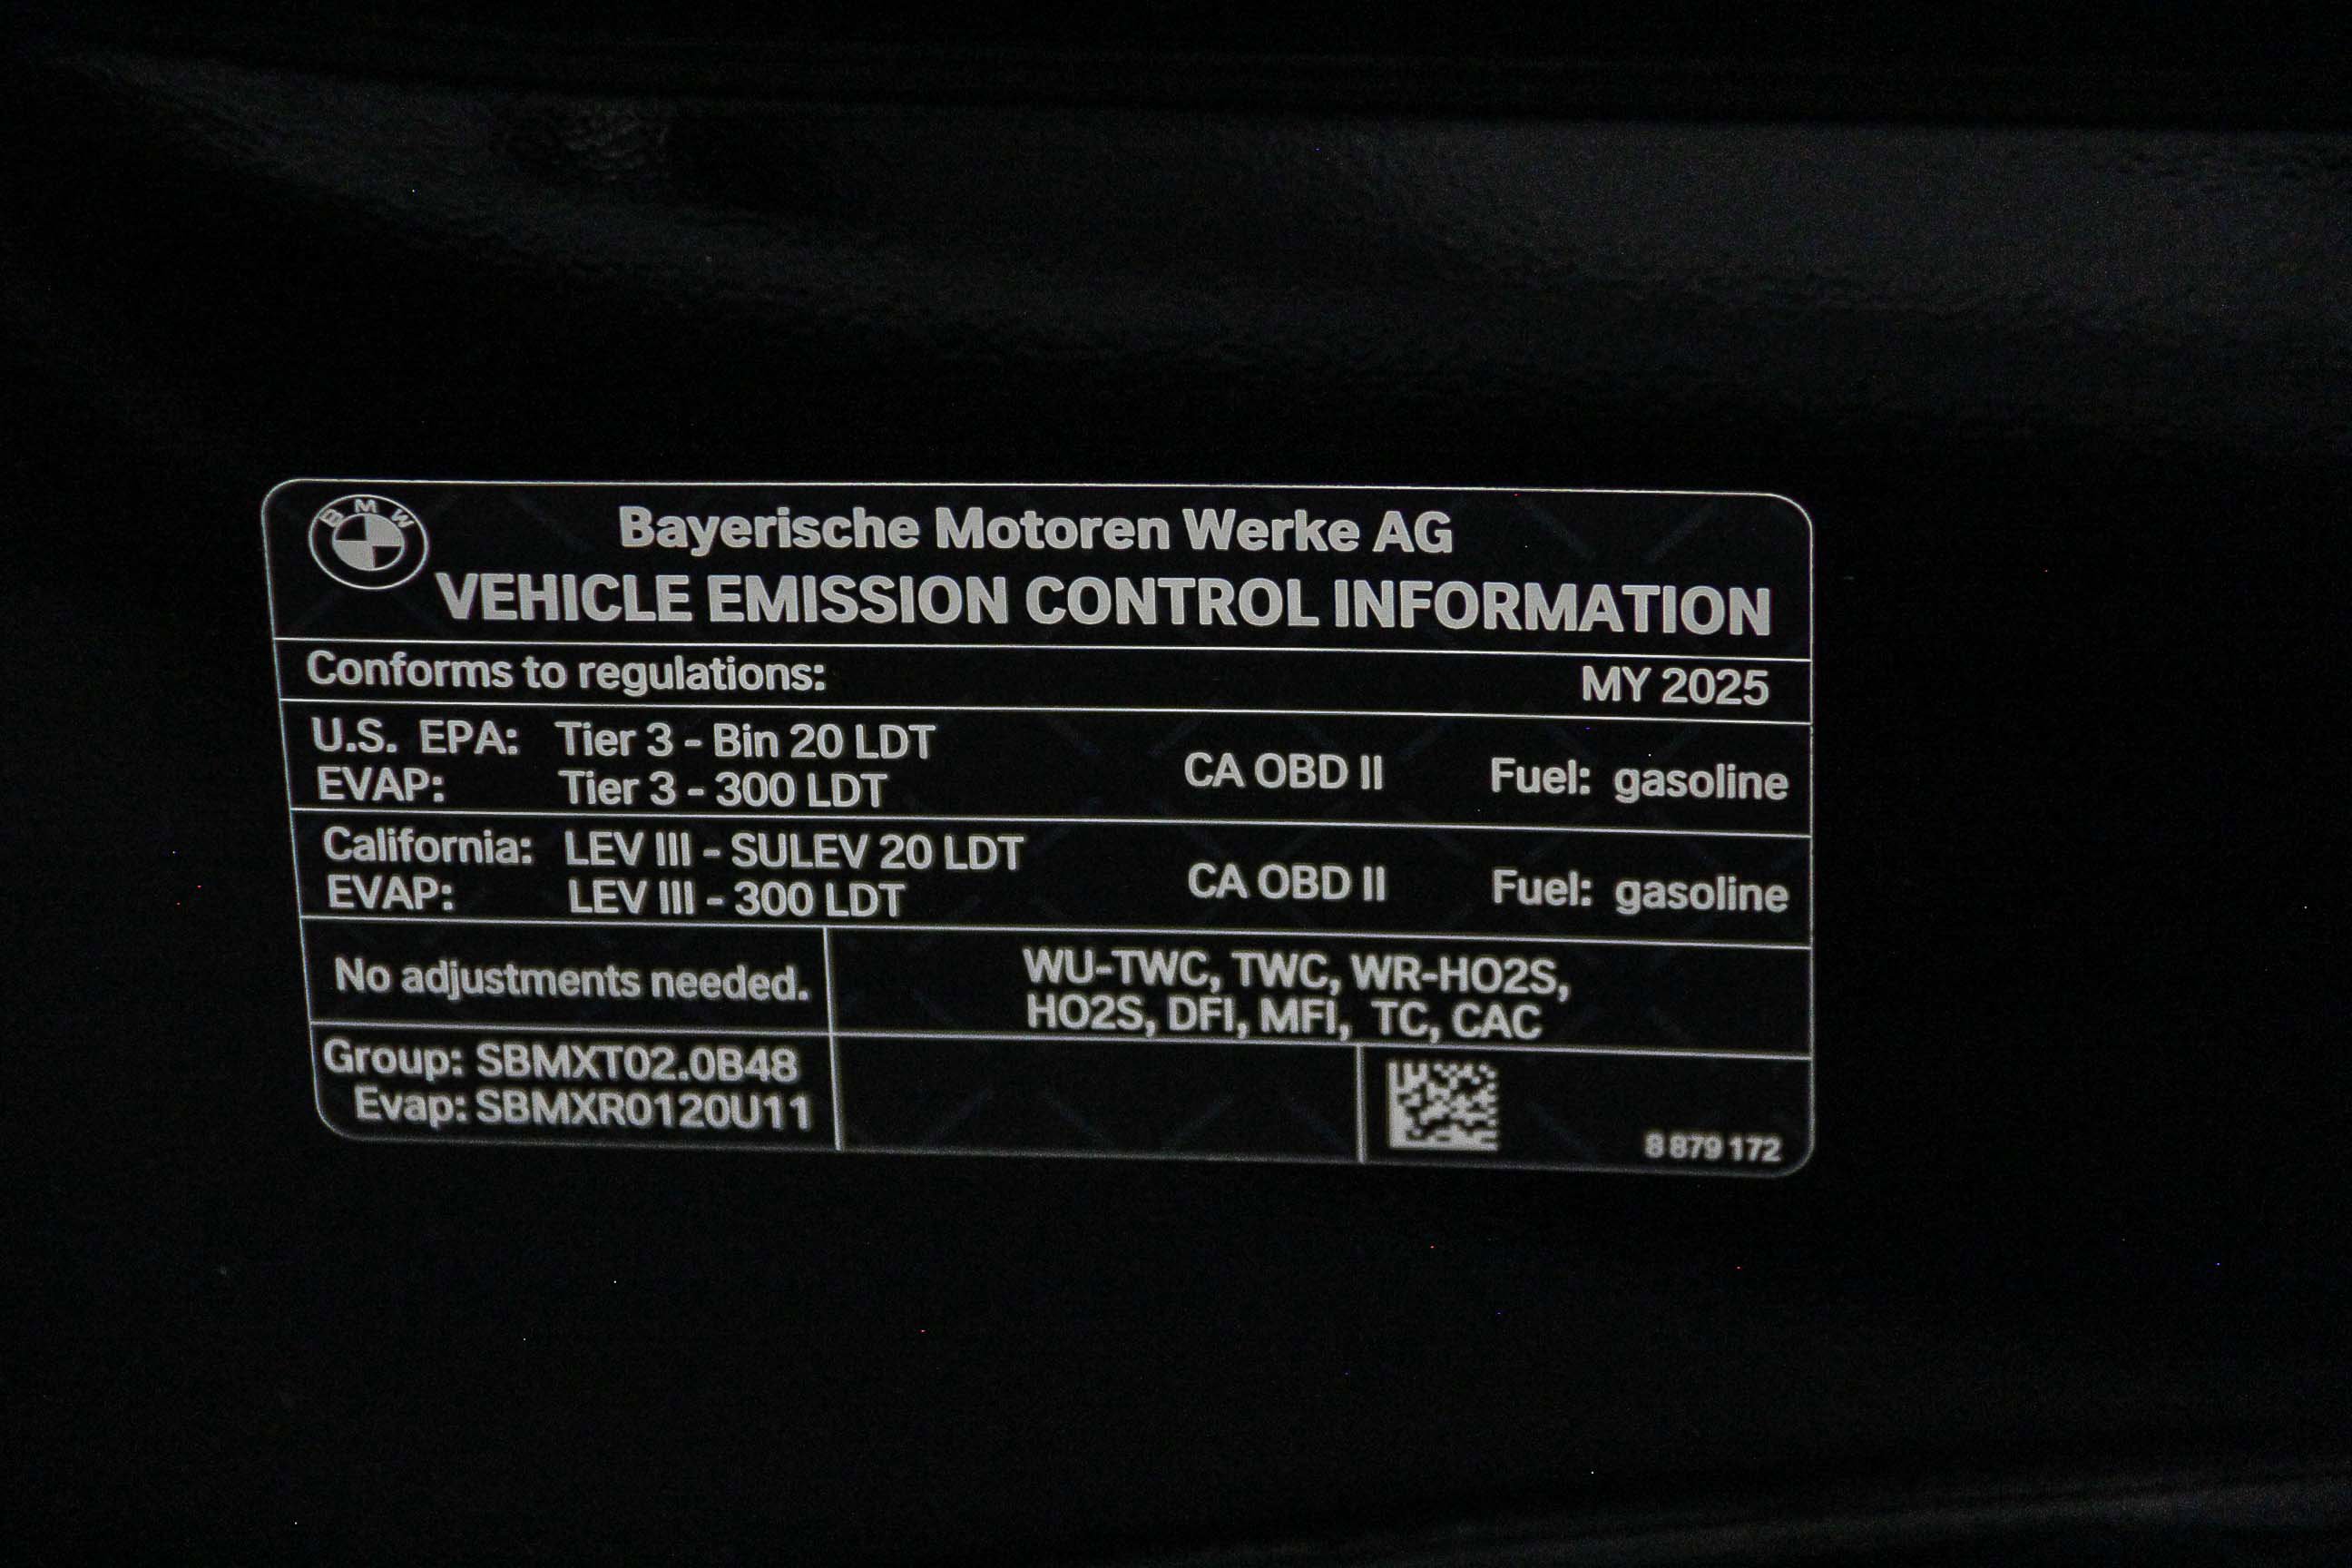 BMW
Bayerische Motoren Werke AG
VEHICLE EMISSION CONTROL INFORMATION
Conforms to regulations: MY 2025
U.S. EPA: Tier 3 - Bin 20 LDT
EVAP: Tier 3 - 300 LDT
CA OBD II Fuel: gasoline
California: LEV III - SULEV 20 LDT
EVAP: LEV III - 300 LDT
CA OBD II Fuel: gasoline
No adjustments needed.
WU-TWC, TWC, WR-HO2S,
HO2S, DFI, MFI, TC, CAC
Group: SBMXT02.0B48
Evap: SBMXR0120U11
8 879 172